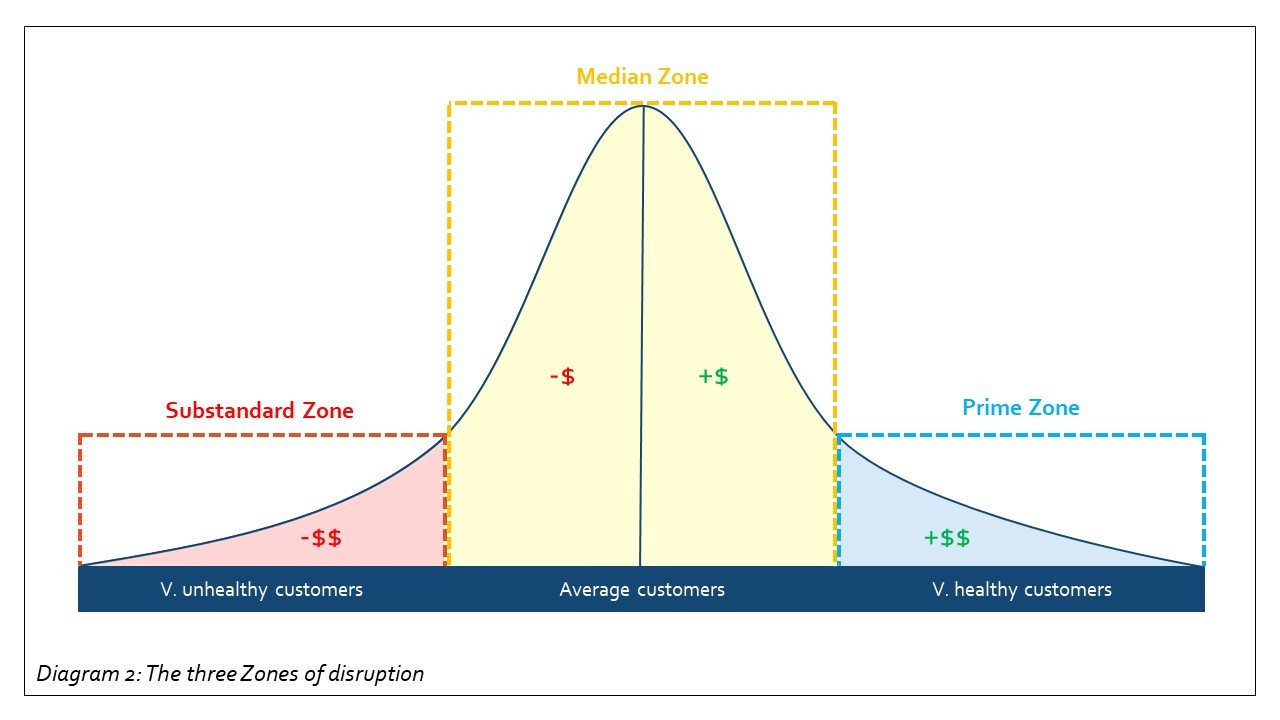 Median Zone
-$
+$
Substandard Zone
Prime Zone
-$$
+$$
V. unhealthy customers
Average customers
V. healthy customers
Diagram 2: The three Zones of disruption